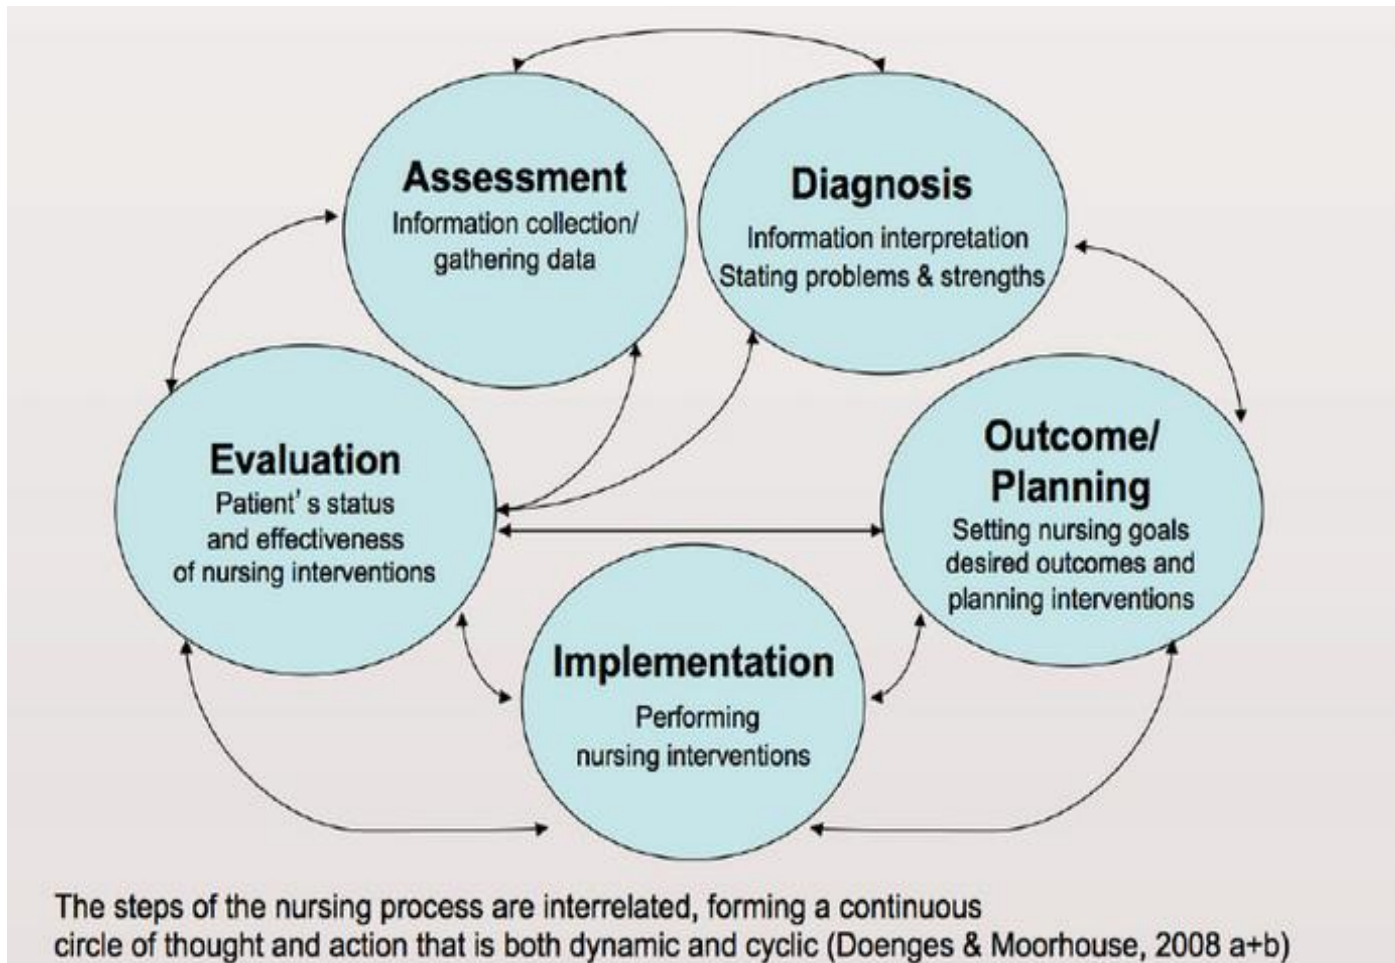 Assessment
Information collection/
gathering data
Diagnosis
Information interpretation
Stating problems & strengths
Evaluation
Patient's status
and effectiveness
of nursing interventions
Outcome/
Planning
Setting nursing goals
desired outcomes and
planning interventions
Implementation
Performing
nursing interventions
The steps of the nursing process are interrelated, forming a continuous
circle of thought and action that is both dynamic and cyclic (Doenges & Moorhouse, 2008 a+b)